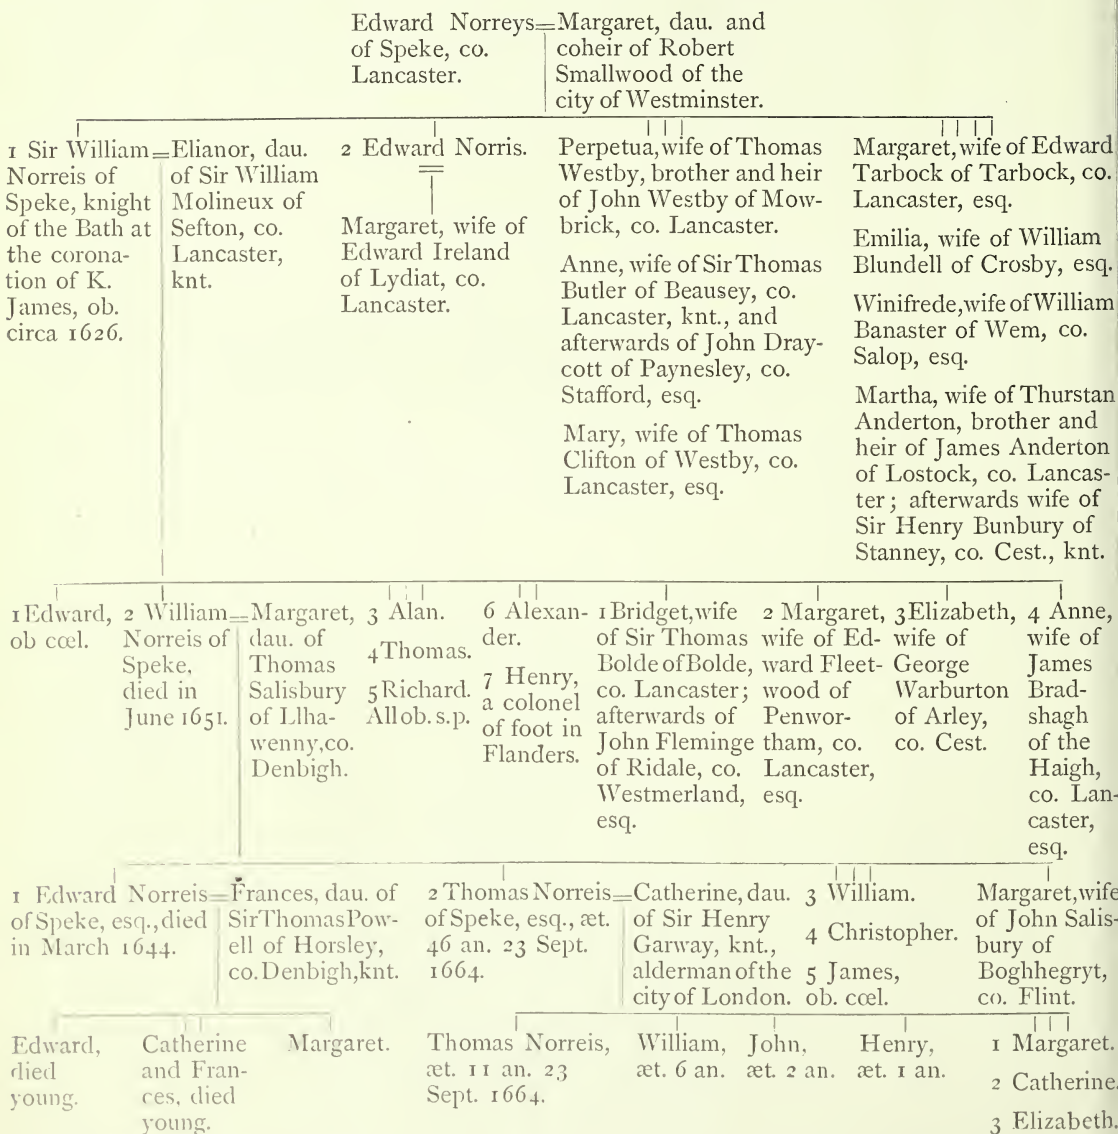 Edward Norreys=Margaret, dau. and
of Speke, co. coheir of Robert
Lancaster. Smallwood of the
city of Westminster.
1 Sir William=Elianor, dau.
Norreis of of Sir William
Speke, knight Molineux of
of the Bath at Sefton, co.
the corona- Lancaster,
tion of K. knt.
James, ob.
circa 1626.
2 Edward Norris.
Margaret, wife of
Edward Ireland
of Lydiat, co.
Lancaster.
Perpetua, wife of Thomas
Westby, brother and heir
of John Westby of Mow-
brick, co. Lancaster.
Anne, wife of Sir Thomas
Butler of Beausey, co.
Lancaster, knt., and
afterwards of John Dray-
cott of Paynesley, co.
Stafford, esq.
Mary, wife of Thomas
Clifton of Westby, co.
Lancaster, esq.
Margaret, wife of Edward
Tarbock of Tarbock, co.
Lancaster, esq.
Emilia, wife of William
Blundell of Crosby, esq.
Winifrede, wife of William
Banaster of Wem, co.
Salop, esq.
Martha, wife of Thurstan
Anderton, brother and
heir of James Anderton
of Lostock, co. Lancas-
ter; afterwards wife of
Sir Henry Bunbury of
Stanney, co. Cest., knt.
1 Edward,
ob cœl.
2 William=Margaret,
Norreis of dau. of
Speke, Thomas
died in Salisbury
June 1651. of Llha-
wenny, co.
Denbigh.
3 Alan.
4 Thomas.
5 Richard.
All ob. s.p.
6 Alexan-
der.
7 Henry,
a colonel
of foot in
Flanders.
1 Bridget, wife
of Sir Thomas
Bolde of Bolde,
co. Lancaster;
afterwards of
John Fleminge
of Ridale, co.
Westmerland,
esq.
2 Margaret,
wife of Ed-
ward Fleet-
wood of
Penwor-
tham, co.
Lancaster,
esq.
3 Elizabeth,
wife of
George
Warburton
of Arley,
co. Cest.
4 Anne,
wife of
James
Brad-
shagh
of the
Haigh,
co. Lan-
caster,
esq.
1 Edward Norreis=Frances, dau. of
of Speke, esq., died Sir Thomas Pow-
in March 1644. ell of Horsley,
co. Denbigh, knt.
2 Thomas Norreis=Catherine, dau.
of Speke, esq., æt. of Sir Henry
46 an. 23 Sept. Garway, knt.,
1664. alderman of the
city of London.
3 William.
4 Christopher.
5 James,
ob. cœl.
Margaret, wife
of John Salis-
bury of
Boghhegryt,
co. Flint.
Edward,
died
young.
Catherine
and Fran-
ces, died
young.
Margaret.
Thomas Norreis,
æt. 11 an. 23
Sept. 1664.
William,
æt. 6 an.
John,
æt. 2 an.
Henry,
æt. 1 an.
1 Margaret.
2 Catherine.
3 Elizabeth.